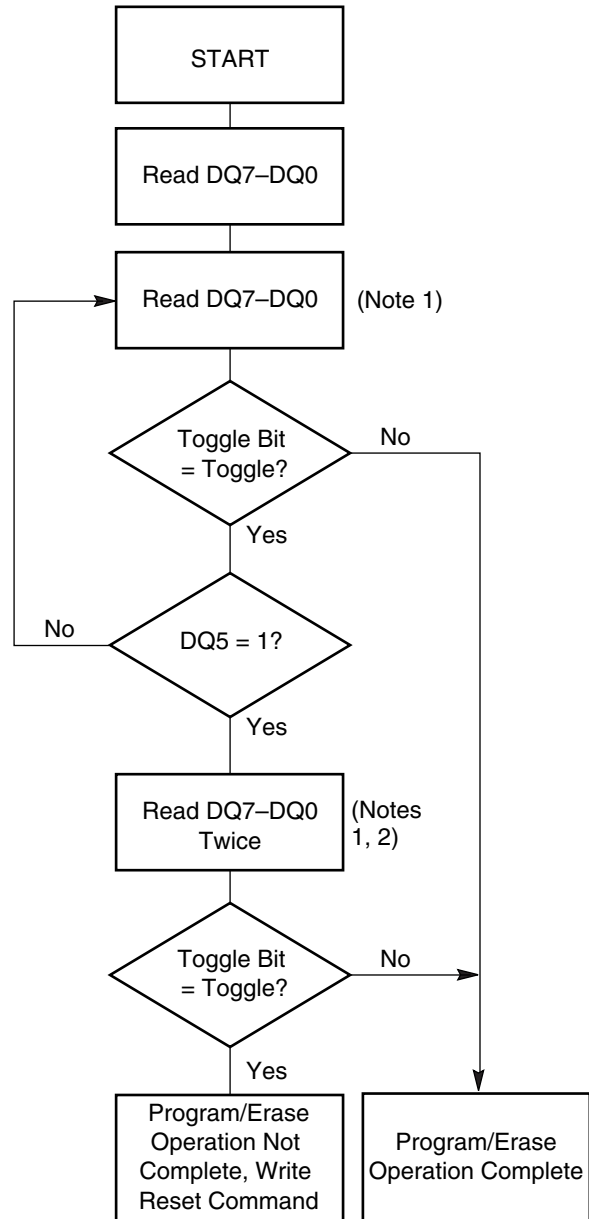 START
Read DQ7–DQ0
Read DQ7–DQ0
(Note 1)
Toggle Bit
= Toggle?
No
Yes
DQ5 = 1?
No
Yes
Read DQ7–DQ0
Twice
(Notes
1, 2)
Toggle Bit
= Toggle?
No
Yes
Program/Erase
Operation Not
Complete, Write
Reset Command
Program/Erase
Operation Complete